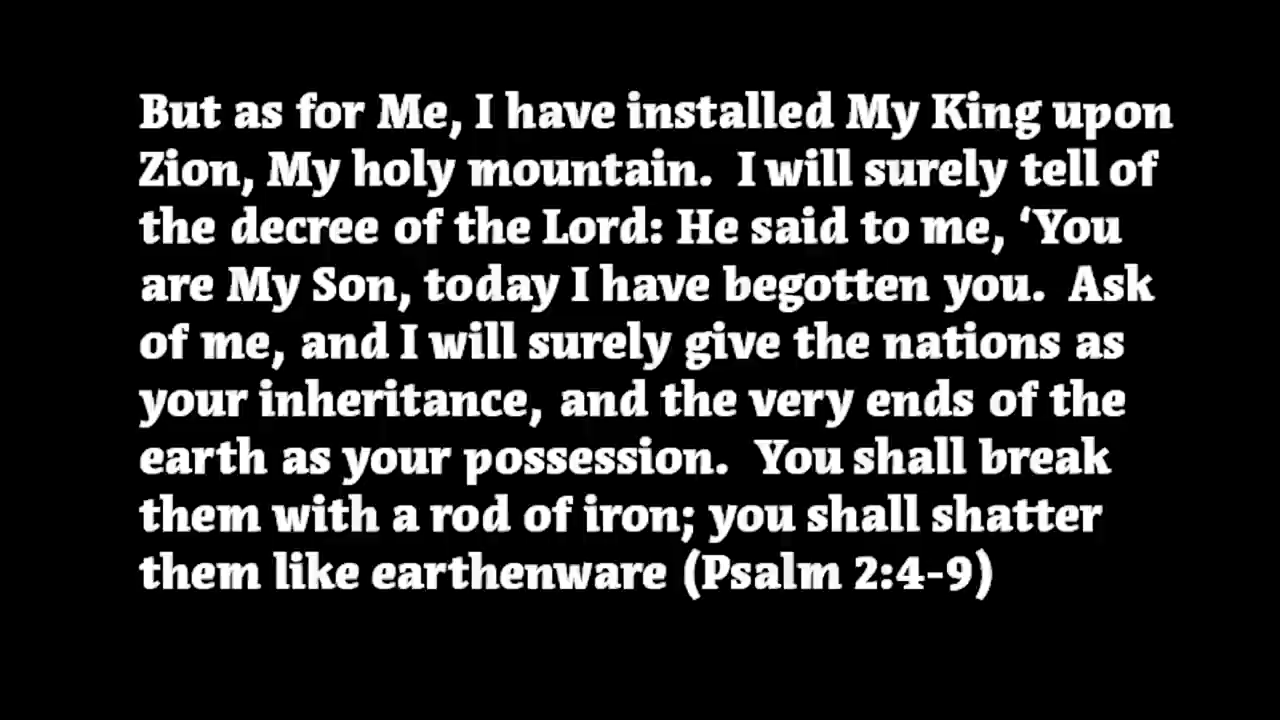 But as for Me, I have installed My King upon
Zion, My holy mountain.  I will surely tell of
the decree of the Lord: He said to me, ‘You
are My Son, today I have begotten you.  Ask
of me, and I will surely give the nations as
your inheritance, and the very ends of the
earth as your possession.  You shall break
them with a rod of iron; you shall shatter
them like earthenware (Psalm 2:4-9)